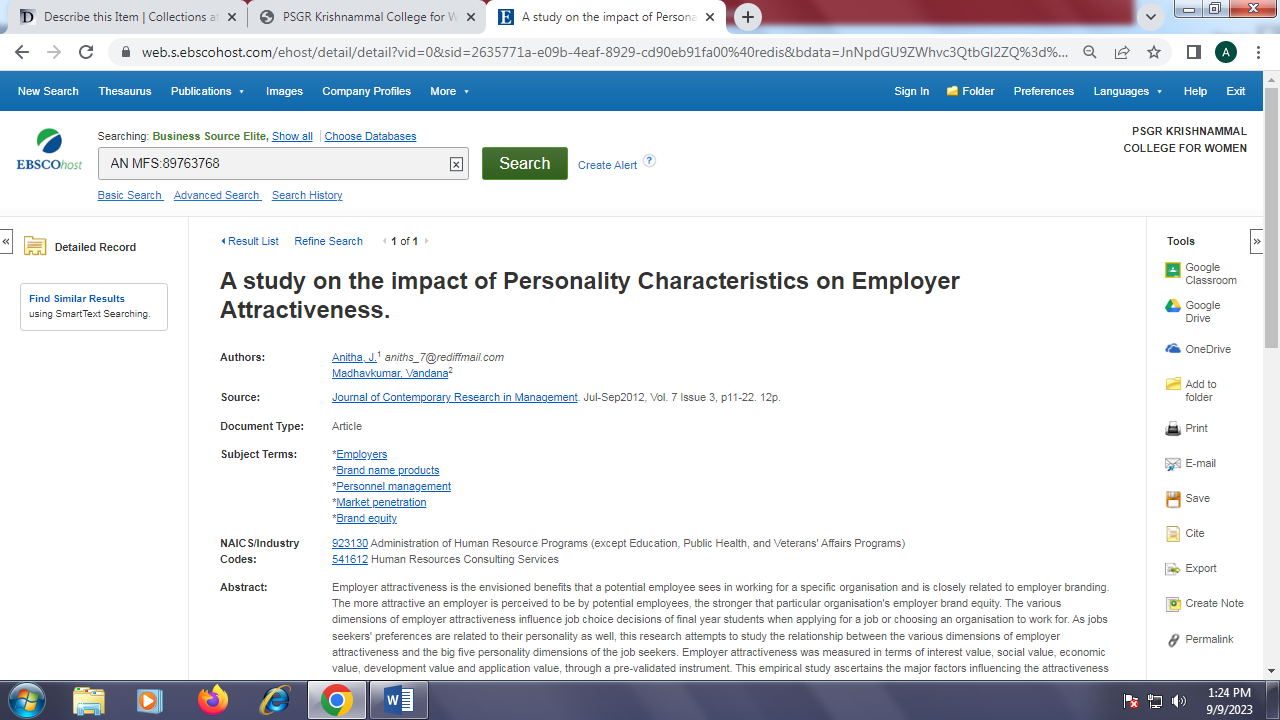 Describe this Item | Collections at
PSGR Krishnammal College for W
A study on the impact of Persona
web.s.ebscohost.com/ehost/detail/detail?vid=0&sid=2635771a-e09b-4eaf-8929-cd90eb91fa00%40redis&bdata=JnNpdGU9ZWhvc3QtbGl2ZQ%3d%...
A
New Search Thesaurus Publications Images Company Profiles More Sign In Folder Preferences Languages Help Exit
Searching: Business Source Elite, Show all | Choose Databases
PSGR KRISHNAMMAL
COLLEGE FOR WOMEN
EBSCOhost
AN MFS:89763768
Search
Create Alert ?
Basic Search Advanced Search Search History
«
Detailed Record
Find Similar Results
using SmartText Searching.
Result List Refine Search 1 of 1
A study on the impact of Personality Characteristics on Employer
Attractiveness.
Authors: Anitha, J.1 aniths_7@rediffmail.com
Madhavkumar, Vandana2
Source: Journal of Contemporary Research in Management. Jul-Sep2012, Vol. 7 Issue 3, p11-22. 12p.
Document Type: Article
Subject Terms: *Employers
*Brand name products
*Personnel management
*Market penetration
*Brand equity
NAICS/Industry 923130 Administration of Human Resource Programs (except Education, Public Health, and Veterans' Affairs Programs)
Codes: 541612 Human Resources Consulting Services
Abstract: Employer attractiveness is the envisioned benefits that a potential employee sees in working for a specific organisation and is closely related to employer branding.
The more attractive an employer is perceived to be by potential employees, the stronger that particular organisation's employer brand equity. The various
dimensions of employer attractiveness influence job choice decisions of final year students when applying for a job or choosing an organisation to work for. As jobs
seekers' preferences are related to their personality as well, this research attempts to study the relationship between the various dimensions of employer
attractiveness and the big five personality dimensions of the job seekers. Employer attractiveness was measured in terms of interest value, social value, economic
value, development value and application value, through a pre-validated instrument. This empirical study ascertains the major factors influencing the attractiveness
Tools
»
Google
Classroom
Google
Drive
OneDrive
Add to
folder
Print
E-mail
Save
Cite
Export
Create Note
Permalink
1:24 PM
9/9/2023